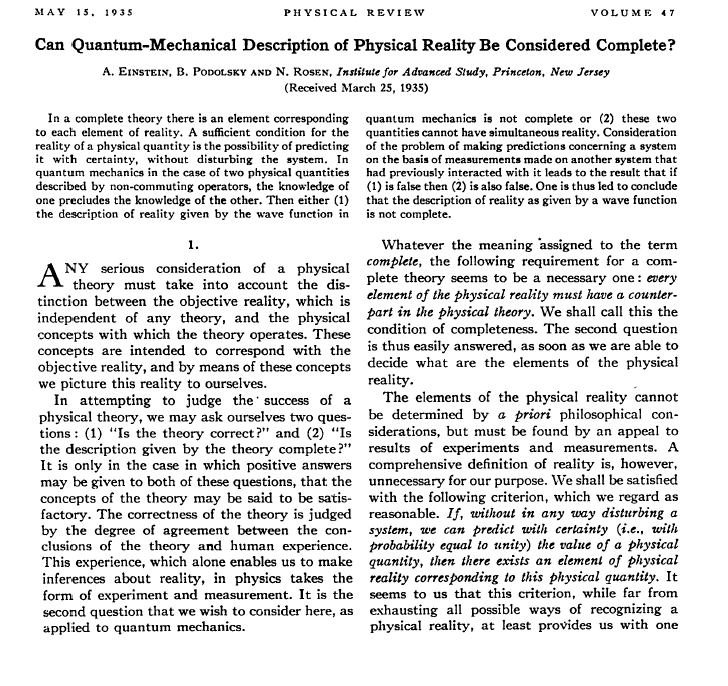 MAY 15, 1935 PHYSICAL REVIEW VOLUME 47
Can Quantum-Mechanical Description of Physical Reality Be Considered Complete?
A. EINSTEIN, B. PODOLSKY AND N. ROSEN, Institute for Advanced Study, Princeton, New Jersey
(Received March 25, 1935)
In a complete theory there is an element corresponding
to each element of reality. A sufficient condition for the
reality of a physical quantity is the possibility of predicting
it with certainty, without disturbing the system. In
quantum mechanics in the case of two physical quantities
described by non-commuting operators, the knowledge of
one precludes the knowledge of the other. Then either (1)
the description of reality given by the wave function in
quantum mechanics is not complete or (2) these two
quantities cannot have simultaneous reality. Consideration
of the problem of making predictions concerning a system
on the basis of measurements made on another system that
had previously interacted with it leads to the result that if
(1) is false then (2) is also false. One is thus led to conclude
that the description of reality as given by a wave function
is not complete.
1.
ANY serious consideration of a physical
theory must take into account the dis-
tinction between the objective reality, which is
independent of any theory, and the physical
concepts with which the theory operates. These
concepts are intended to correspond with the
objective reality, and by means of these concepts
we picture this reality to ourselves.
In attempting to judge the success of a
physical theory, we may ask ourselves two ques-
tions: (1) "Is the theory correct?" and (2) "Is
the description given by the theory complete?"
It is only in the case in which positive answers
may be given to both of these questions, that the
concepts of the theory may be said to be satis-
factory. The correctness of the theory is judged
by the degree of agreement between the con-
clusions of the theory and human experience.
This experience, which alone enables us to make
inferences about reality, in physics takes the
form of experiment and measurement. It is the
second question that we wish to consider here, as
applied to quantum mechanics.
Whatever the meaning assigned to the term
complete, the following requirement for a com-
plete theory seems to be a necessary one: every
element of the physical reality must have a counter-
part in the physical theory. We shall call this the
condition of completeness. The second question
is thus easily answered, as soon as we are able to
decide what are the elements of the physical
reality.
The elements of the physical reality cannot
be determined by a priori philosophical con-
siderations, but must be found by an appeal to
results of experiments and measurements. A
comprehensive definition of reality is, however,
unnecessary for our purpose. We shall be satisfied
with the following criterion, which we regard as
reasonable. If, without in any way disturbing a
system, we can predict with certainty (i.e., with
probability equal to unity) the value of a physical
quantity, then there exists an element of physical
reality corresponding to this physical quantity. It
seems to us that this criterion, while far from
exhausting all possible ways of recognizing a
physical reality, at least provides us with one